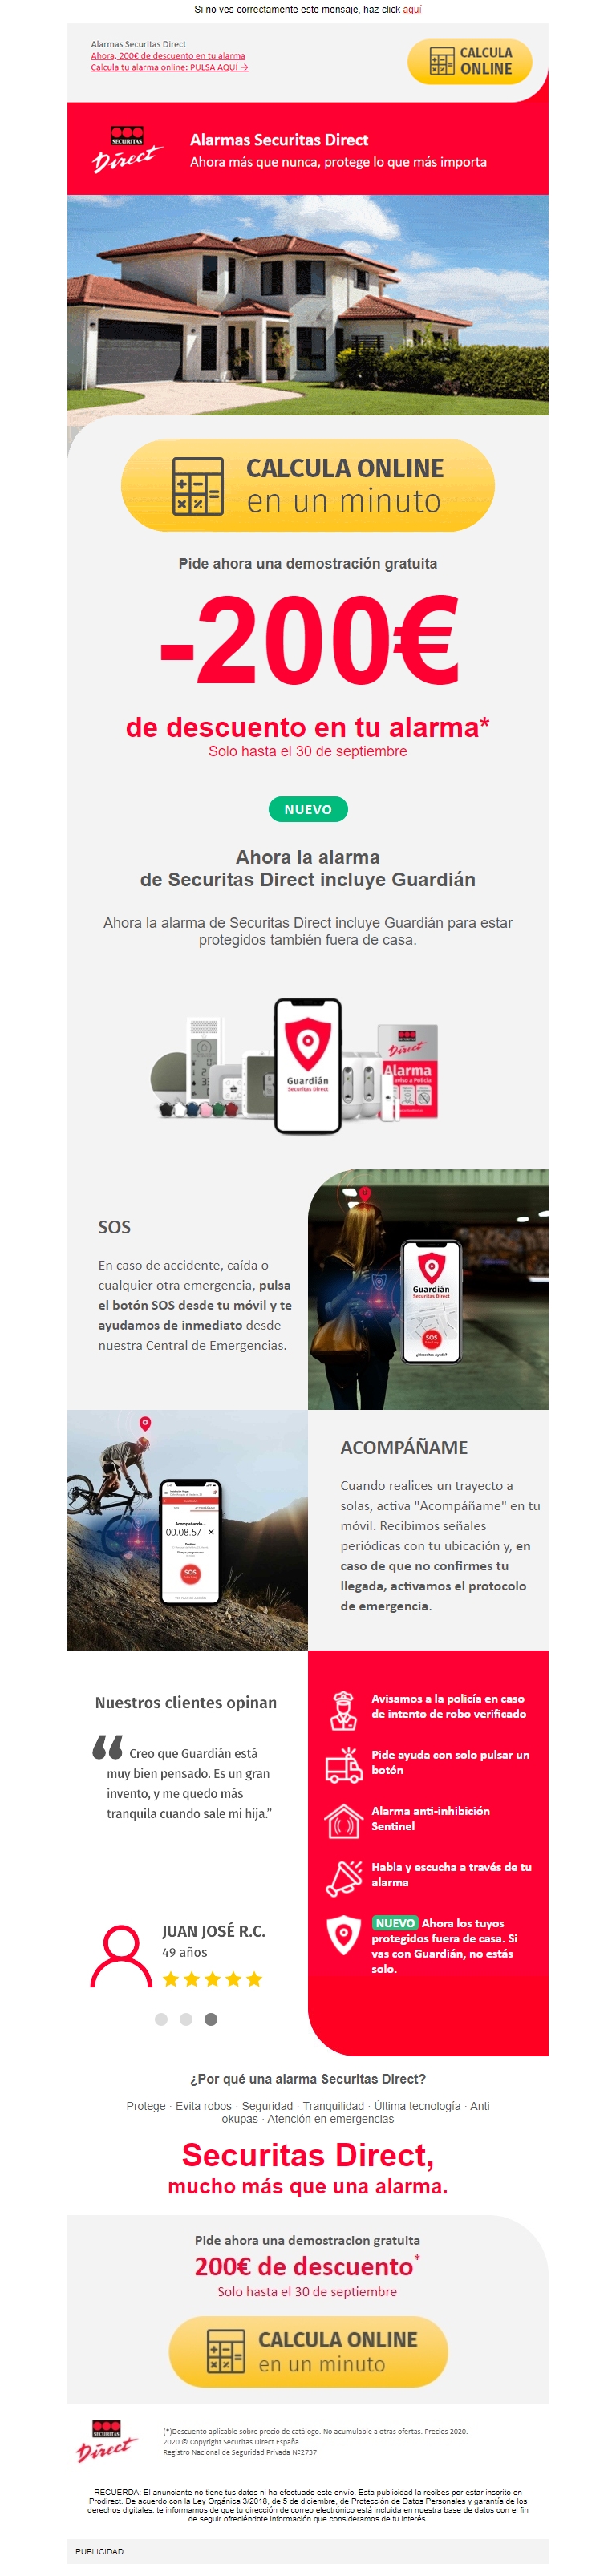 Si no ves correctamente este mensaje, haz click aquí
Alarmas Securitas Direct
Ahora, 200€ de descuento en tu alarma
Calcula tu alarma online: PULSA AQUÍ →
CALCULA
ONLINE
SECURITAS
Direct
Alarmas Securitas Direct
Ahora más que nunca, protege lo que más importa
CALCULA ONLINE
en un minuto
Pide ahora una demostración gratuita
-200€
de descuento en tu alarma*
Solo hasta el 30 de septiembre
NUEVO
Ahora la alarma
de Securitas Direct incluye Guardián
Ahora la alarma de Securitas Direct incluye Guardián para estar
protegidos también fuera de casa.
Guardián
Securitas Direct
Direct
Alarma
SOS
En caso de accidente, caída o
cualquier otra emergencia, pulsa
el botón SOS desde tu móvil y te
ayudamos de inmediato desde
nuestra Central de Emergencias.
Guardián
Securitas Direct
SOS
¿Necesitas Ayuda?
Acompañando...
00.08.57 ×
SOS
ACOMPÁÑAME
Cuando realices un trayecto a
solas, activa "Acompáñame" en tu
móvil. Recibimos señales
periódicas con tu ubicación y, en
caso de que no confirmes tu
llegada, activamos el protocolo
de emergencia.
Nuestros clientes opinan
“ Creo que Guardián está
muy bien pensado. Es un gran
invento, y me quedo más
tranquila cuando sale mi hija.”
JUAN JOSÉ R.C.
49 años
Avisamos a la policía en caso
de intento de robo verificado
Pide ayuda con solo pulsar un
botón
Alarma anti-inhibición
Sentinel
Habla y escucha a través de tu
alarma
NUEVO Ahora los tuyos
protegidos fuera de casa. Si
vas con Guardián, no estás
solo.
¿Por qué una alarma Securitas Direct?
Protege · Evita robos · Seguridad · Tranquilidad · Última tecnología · Anti
okupas · Atención en emergencias
Securitas Direct,
mucho más que una alarma.
Pide ahora una demostracion gratuita
200€ de descuento*
Solo hasta el 30 de septiembre
CALCULA ONLINE
en un minuto
SECURITAS
Direct
(*)Descuento aplicable sobre precio de catálogo. No acumulable a otras ofertas. Precios 2020.
2020 © Copyright Securitas Direct España
Registro Nacional de Seguridad Privada Nº2737
RECUERDA: El anunciante no tiene tus datos ni ha efectuado este envío. Esta publicidad la recibes por estar inscrito en
Prodirect. De acuerdo con la Ley Orgánica 3/2018, de 5 de diciembre, de Protección de Datos Personales y garantía de los
derechos digitales, te informamos de que tu dirección de correo electrónico está incluida en nuestra base de datos con el fin
de seguir ofreciéndote información que consideramos de tu interés.
PUBLICIDAD